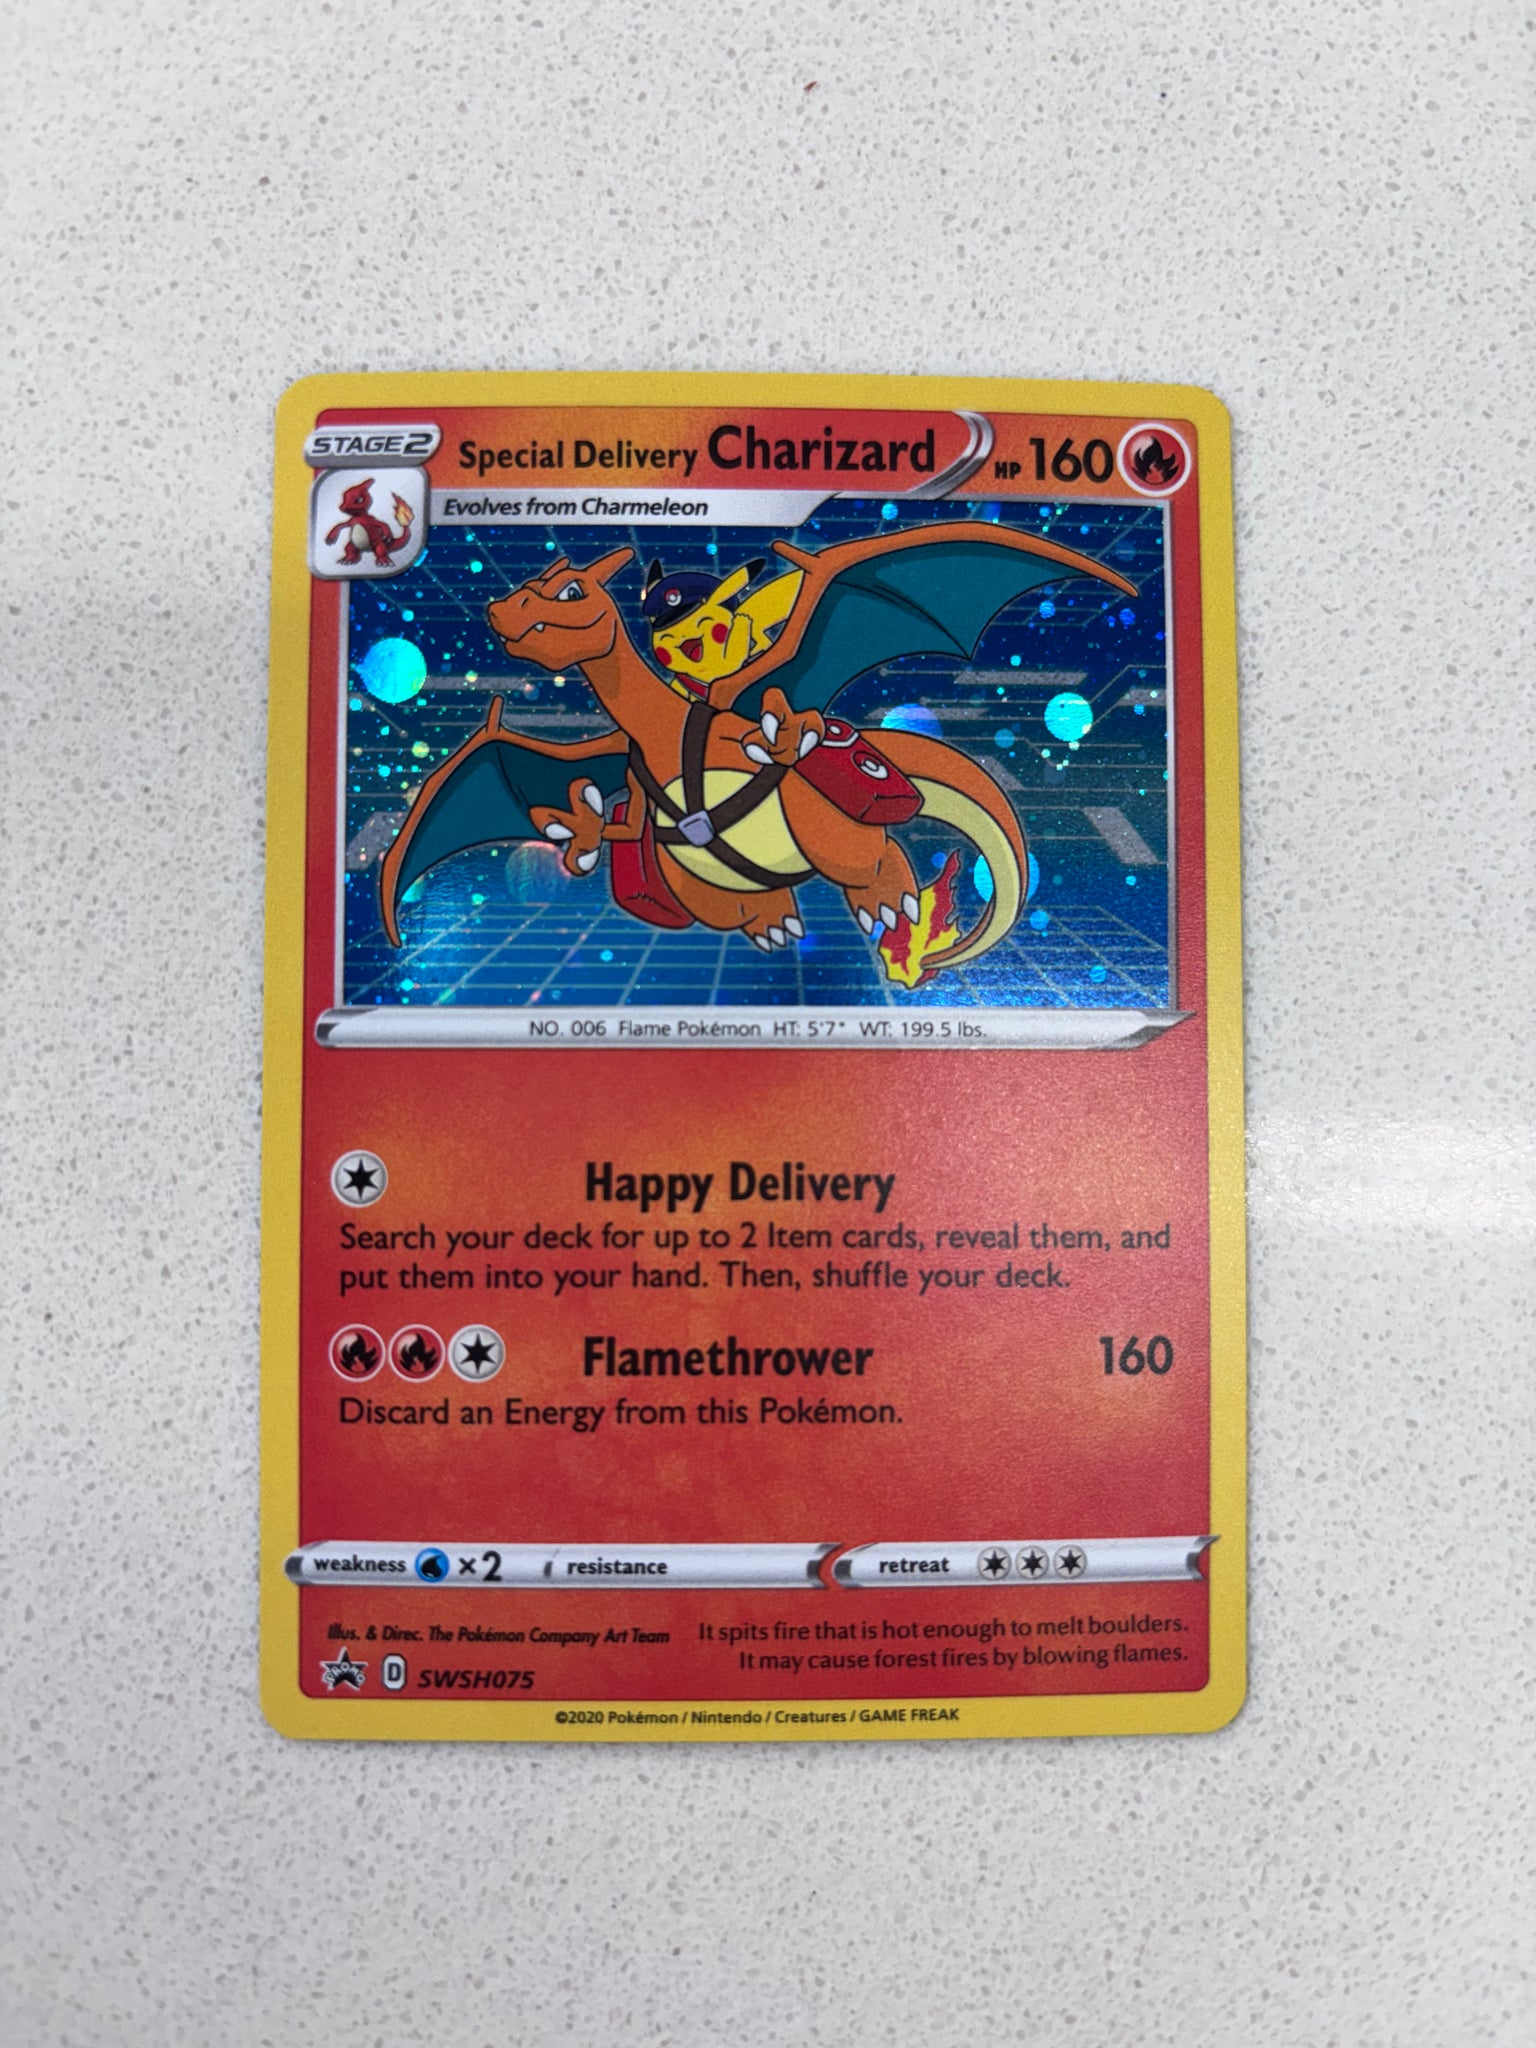 STAGE 2
Special Delivery Charizard
HP 160
Evolves from Charmeleon
NO. 006 Flame Pokémon HT: 5'7" WT: 199.5 lbs.
Happy Delivery
Search your deck for up to 2 Item cards, reveal them, and
put them into your hand. Then, shuffle your deck.
Flamethrower 160
Discard an Energy from this Pokémon.
weakness ×2 resistance retreat
Illus. & Direc. The Pokémon Company Art Team
It spits fire that is hot enough to melt boulders.
It may cause forest fires by blowing flames.
PROMO D SWSH075
©2020 Pokémon / Nintendo / Creatures / GAME FREAK